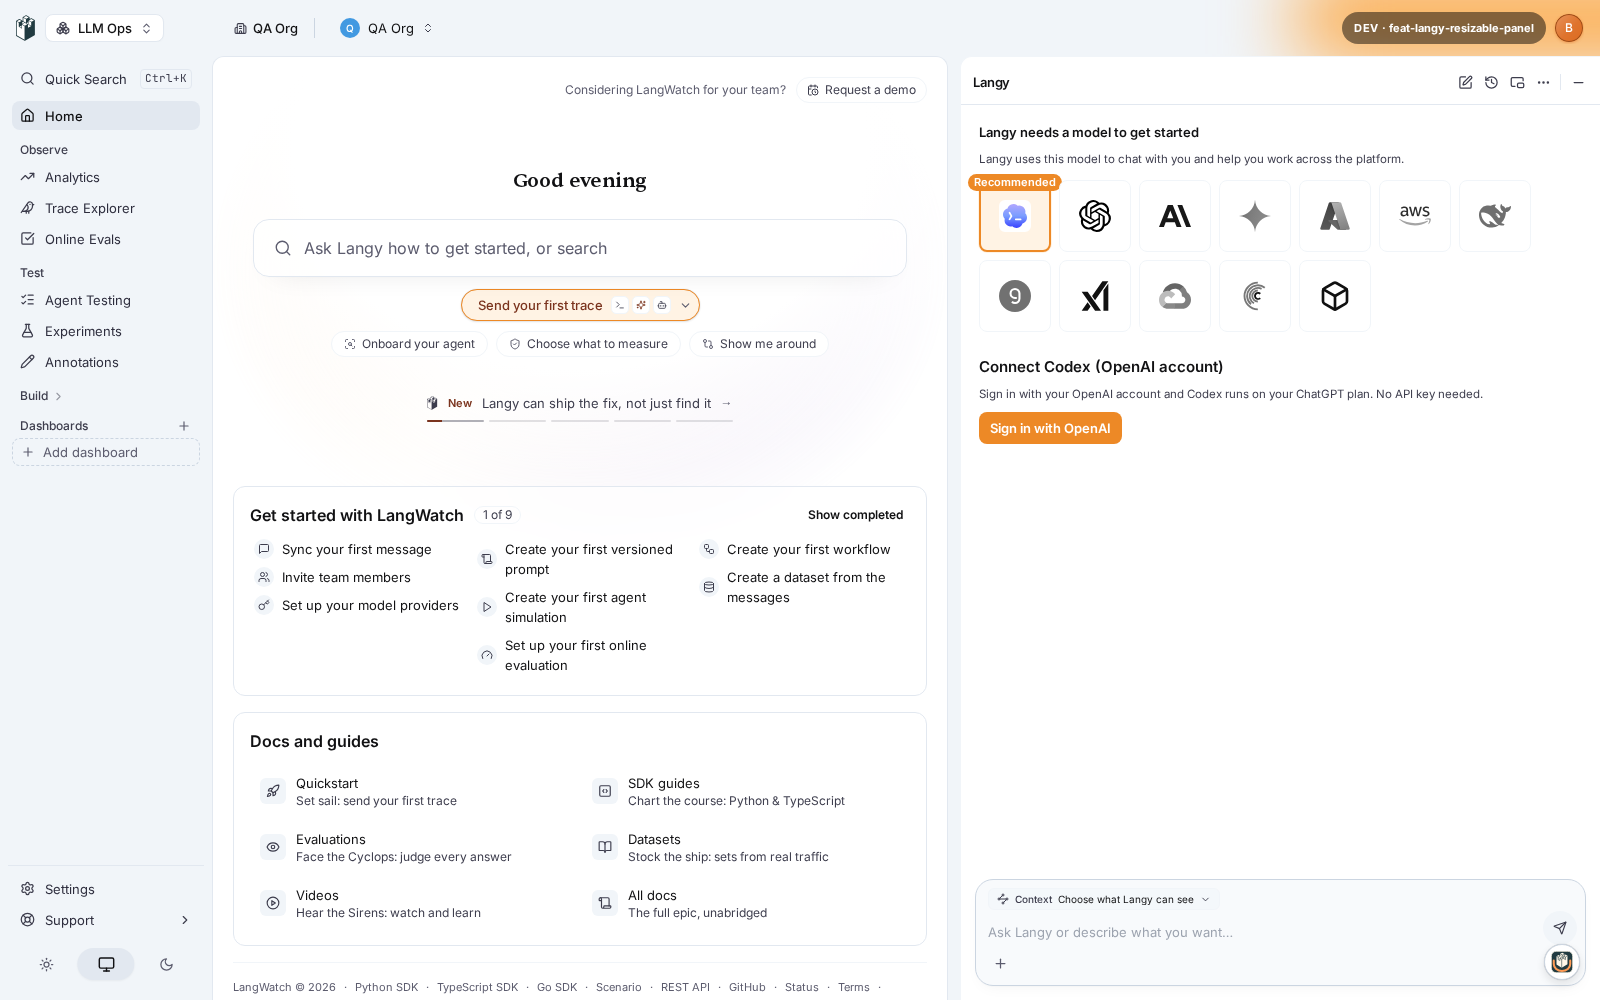 LLM Ops
QA Org
Q
QA Org
DEV · feat-langy-resizable-panel
B
Quick Search
Ctrl+K
Home
Observe
Analytics
Trace Explorer
Online Evals
Test
Agent Testing
Experiments
Annotations
Build
Dashboards
Add dashboard
Settings
Support
Considering LangWatch for your team?
Request a demo
Good evening
Ask Langy how to get started, or search
Send your first trace
Onboard your agent
Choose what to measure
Show me around
New
Langy can ship the fix, not just find it →
Get started with LangWatch
1 of 9
Show completed
Sync your first message
Invite team members
Set up your model providers
Create your first versioned
prompt
Create your first agent
simulation
Set up your first online
evaluation
Create your first workflow
Create a dataset from the
messages
Docs and guides
Quickstart
Set sail: send your first trace
SDK guides
Chart the course: Python & TypeScript
Evaluations
Face the Cyclops: judge every answer
Datasets
Stock the ship: sets from real traffic
Videos
Hear the Sirens: watch and learn
All docs
The full epic, unabridged
LangWatch © 2026 · Python SDK · TypeScript SDK · Go SDK · Scenario · REST API · GitHub · Status · Terms ·
Langy
Langy needs a model to get started
Langy uses this model to chat with you and help you work across the platform.
Recommended
aws
Connect Codex (OpenAI account)
Sign in with your OpenAI account and Codex runs on your ChatGPT plan. No API key needed.
Sign in with OpenAI
Context Choose what Langy can see
Ask Langy or describe what you want...